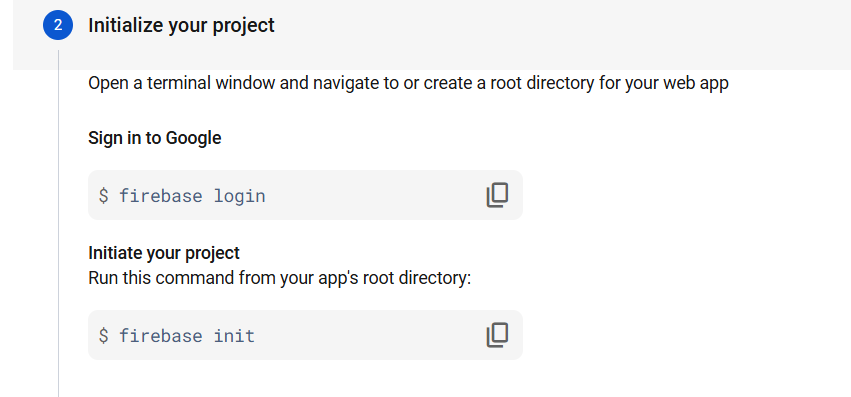 2 Initialize your project
Open a terminal window and navigate to or create a root directory for your web app
Sign in to Google
$ firebase login
Initiate your project
Run this command from your app's root directory:
$ firebase init